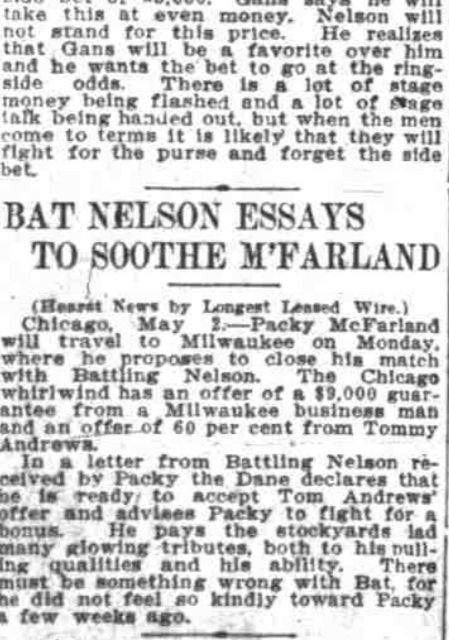 take this at even money. Nelson will
not stand for this price. He realizes
that Gans will be a favorite over him
and he wants the bet to go at the ring-
side odds. There is a lot of stage
money being flashed and a lot of stage
talk being handed out, but when the men
come to terms it is likely that they will
fight for the purse and forget the side
bet.
BAT NELSON ESSAYS
TO SOOTHE M'FARLAND
(Hearst News by Longest Leased Wire.)
Chicago, May 2.—Packy McFarland
will travel to Milwaukee on Monday,
where he proposes to close his match
with Battling Nelson. The Chicago
whirlwind has an offer of a $9,000 guar-
antee from a Milwaukee business man
and an offer of 60 per cent from Tommy
Andrews.
In a letter from Battling Nelson re-
ceived by Packy the Dane declares that
he is ready to accept Tom Andrews'
offer and advises Packy to fight for a
bonus. He pays the stockyards lad
many glowing tributes, both to his pull-
ing qualities and his ability. There
must be something wrong with Bat, for
he did not feel so kindly toward Packy
a few weeks ago.